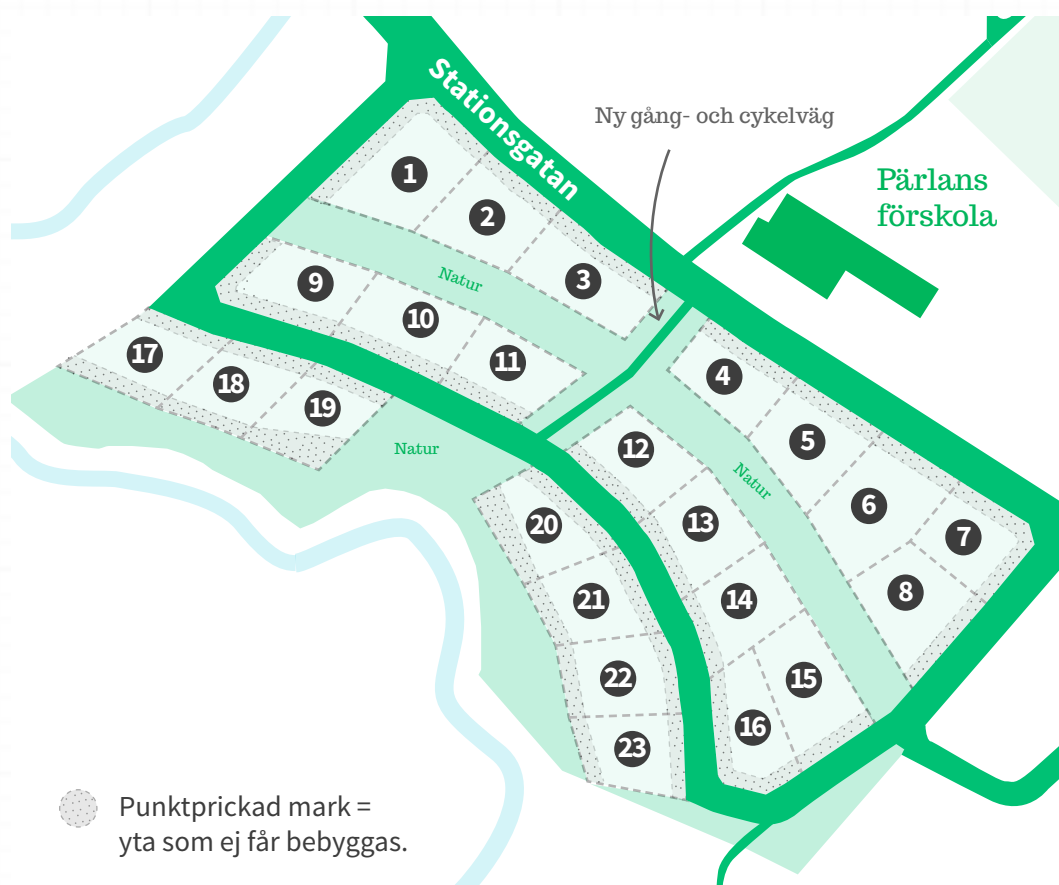 Stationsgatan
Ny gång- och cykelväg
Pärlans
förskola
1
2
3
Natur
9
10
11
17
18
19
Natur
4
5
6
7
8
Natur
12
13
14
15
16
20
21
22
23
Punktprickad mark =
yta som ej får bebyggas.